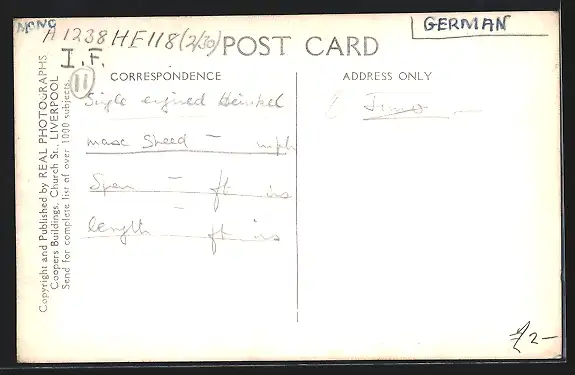 MONO
A1238 HE118 (2/30)
I.F.
11
GERMAN
POST CARD
CORRESPONDENCE
ADDRESS ONLY
Copyright and Published by REAL PHOTOGRAPHS
Coopers Buildings, Church St., LIVERPOOL
Send for complete list of over 1000 subjects.
Single engined Heinkel
max Speed — mph
Span — ft ins
length — ft ins
£2-